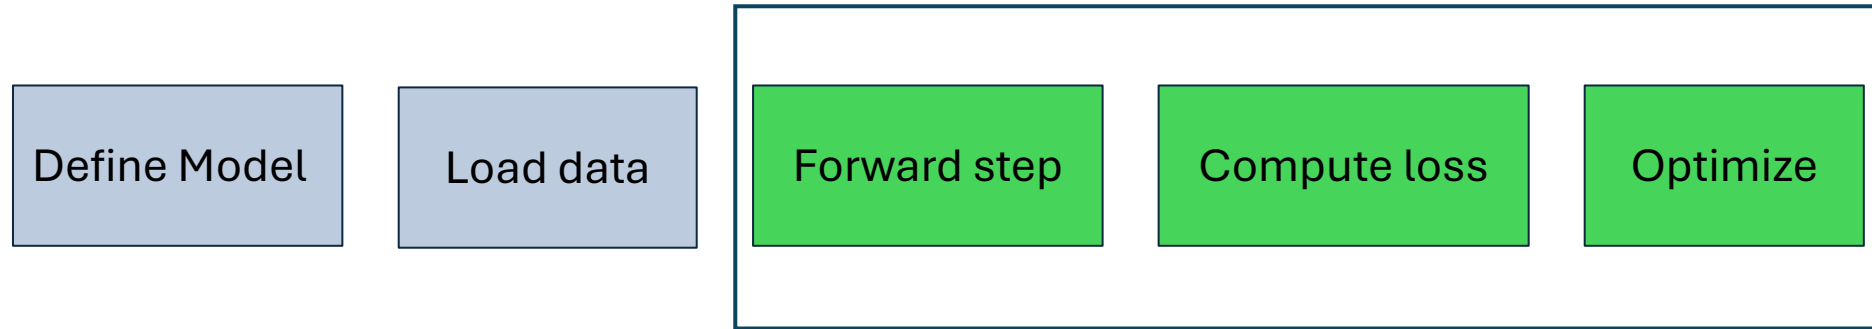 Define Model
Load data
Forward step
Compute loss
Optimize